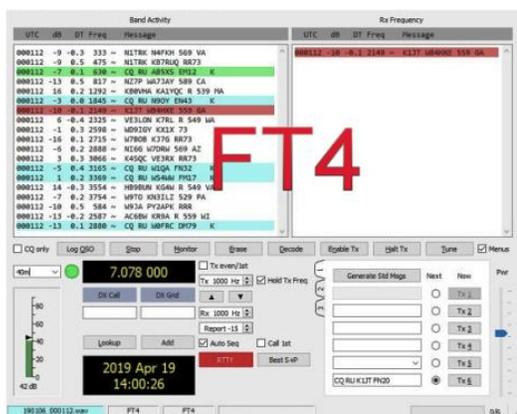 Band Activity
Rx Frequency
UTC dB DT Freq Message
UTC dB DT Freq Message
000112 -9 -0.3 333 ~ N1TRK N4FKH 569 VA
000112 -9 0.5 475 ~ N1TRK KB7RUQ RR73
000112 -7 0.1 630 ~ CQ RU AB5XS EM12 K
000112 -13 0.5 817 ~ NZ7P WA7JAY 589 CA
000112 16 0.2 1292 ~ KB0VHA KA1YQC R 539 MA
000112 -3 0.0 1845 ~ CQ RU N9OY EN43 K
000112 -10 -0.1 2149 ~ K1JT WB4HXE 559 GA
000112 6 -0.4 2325 ~ VE3LON K7RL R 549 WA
000112 -1 0.3 2598 ~ WD9IGY KX1X 73
000112 -16 0.1 2715 ~ W7BOB K7JG RR73
000112 -6 0.2 2888 ~ NI6G W7DRW 569 AZ
000112 3 0.3 3066 ~ K4SQC VE3RX RR73
000112 -5 0.4 3165 ~ CQ RU W1QA FN32 K
000112 1 0.2 3369 ~ CQ RU WS4WW FM17 K
000112 14 -0.3 3554 ~ HB9BUN KG4W R 549 VA
000112 -7 0.2 3754 ~ W9TO KN3ILZ 529 PA
000112 -10 0.5 584 ~ W9JA PY2APK RRR
000112 -13 -0.2 2587 ~ AC6BW KR9A R 559 WI
000112 -13 0.1 2880 ~ CQ RU W0FRC DM79 K
000112 -10 -0.1 2149 ~ K1JT WB4HXE 559 GA
FT4
CQ only Log QSO Stop Monitor Erase Decode Enable Tx Halt Tx Tune Menus
40m
7.078 000
Tx even/1st
Tx 1000 Hz
Hold Tx Freq
DX Call DX Grid
Rx 1000 Hz
Report -15
Lookup Add
Auto Seq Call 1st
RTTY Best S+P
2019 Apr 19
14:00:26
80
60
40
20
0
42 dB
1
2
3
Generate Std Msgs Next Now
Pwr
Tx 1
Tx 2
Tx 3
Tx 4
Tx 5
CQ RU K1JT FN20 Tx 6
190106_000112.wav FT4 FT4